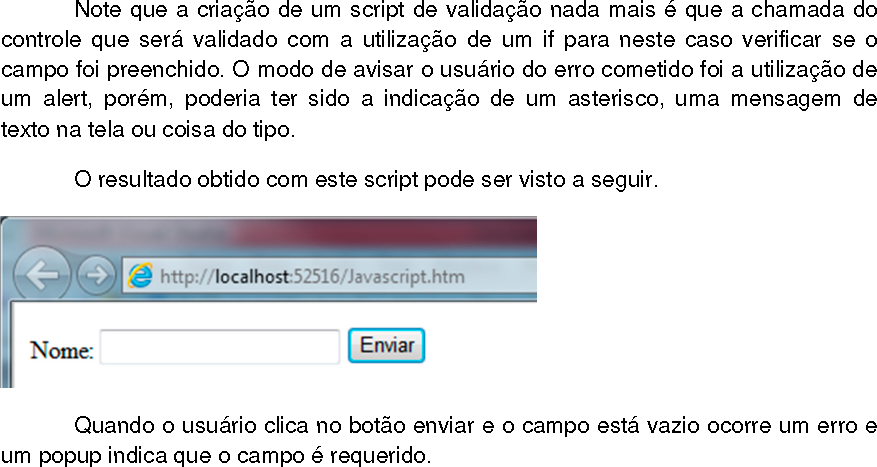 Note que a criação de um script de validação nada mais é que a chamada do
controle que será validado com a utilização de um if para neste caso verificar se o
campo foi preenchido. O modo de avisar o usuário do erro cometido foi a utilização de
um alert, porém, poderia ter sido a indicação de um asterisco, uma mensagem de
texto na tela ou coisa do tipo.
O resultado obtido com este script pode ser visto a seguir.
http://localhost:52516/Javascript.htm
Nome: Enviar
Quando o usuário clica no botão enviar e o campo está vazio ocorre um erro e
um popup indica que o campo é requerido.